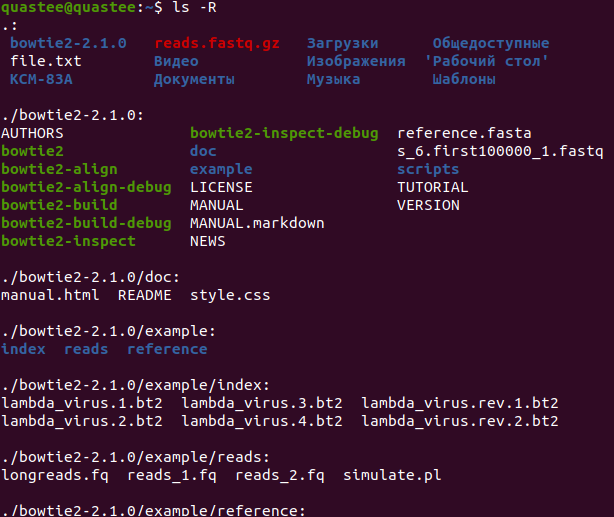 quastee@quastee:~$ ls -R
.:
bowtie2-2.1.0 reads.fastq.gz Загрузки Общедоступные
file.txt Видео Изображения 'Рабочий стол'
КСМ-83А Документы Музыка Шаблоны
./bowtie2-2.1.0:
AUTHORS bowtie2-inspect-debug reference.fasta
bowtie2 doc s_6.first100000_1.fastq
bowtie2-align example scripts
bowtie2-align-debug LICENSE TUTORIAL
bowtie2-build MANUAL VERSION
bowtie2-build-debug MANUAL.markdown
bowtie2-inspect NEWS
./bowtie2-2.1.0/doc:
manual.html README style.css
./bowtie2-2.1.0/example:
index reads reference
./bowtie2-2.1.0/example/index:
lambda_virus.1.bt2 lambda_virus.3.bt2 lambda_virus.rev.1.bt2
lambda_virus.2.bt2 lambda_virus.4.bt2 lambda_virus.rev.2.bt2
./bowtie2-2.1.0/example/reads:
longreads.fq reads_1.fq reads_2.fq simulate.pl
./bowtie2-2.1.0/example/reference: